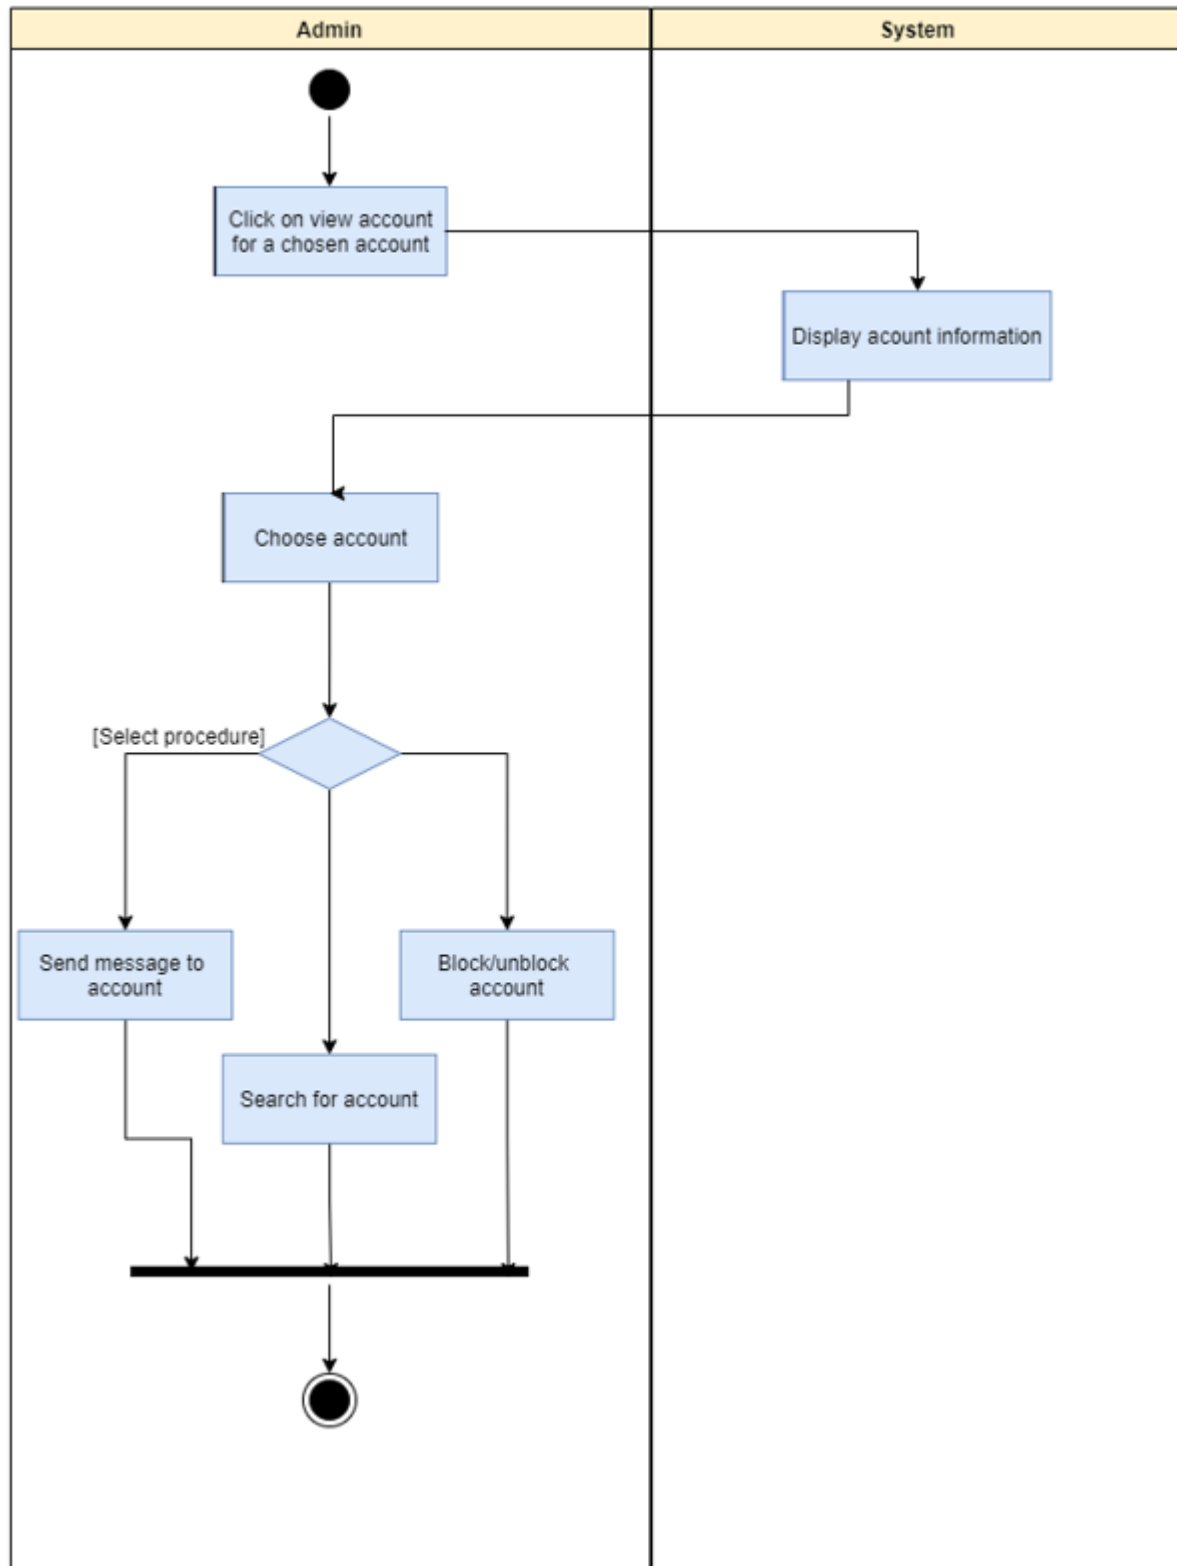 Admin
System
Click on view account
for a chosen account
Display acount information
Choose account
[Select procedure]
Send message to
account
Block/unblock
account
Search for account